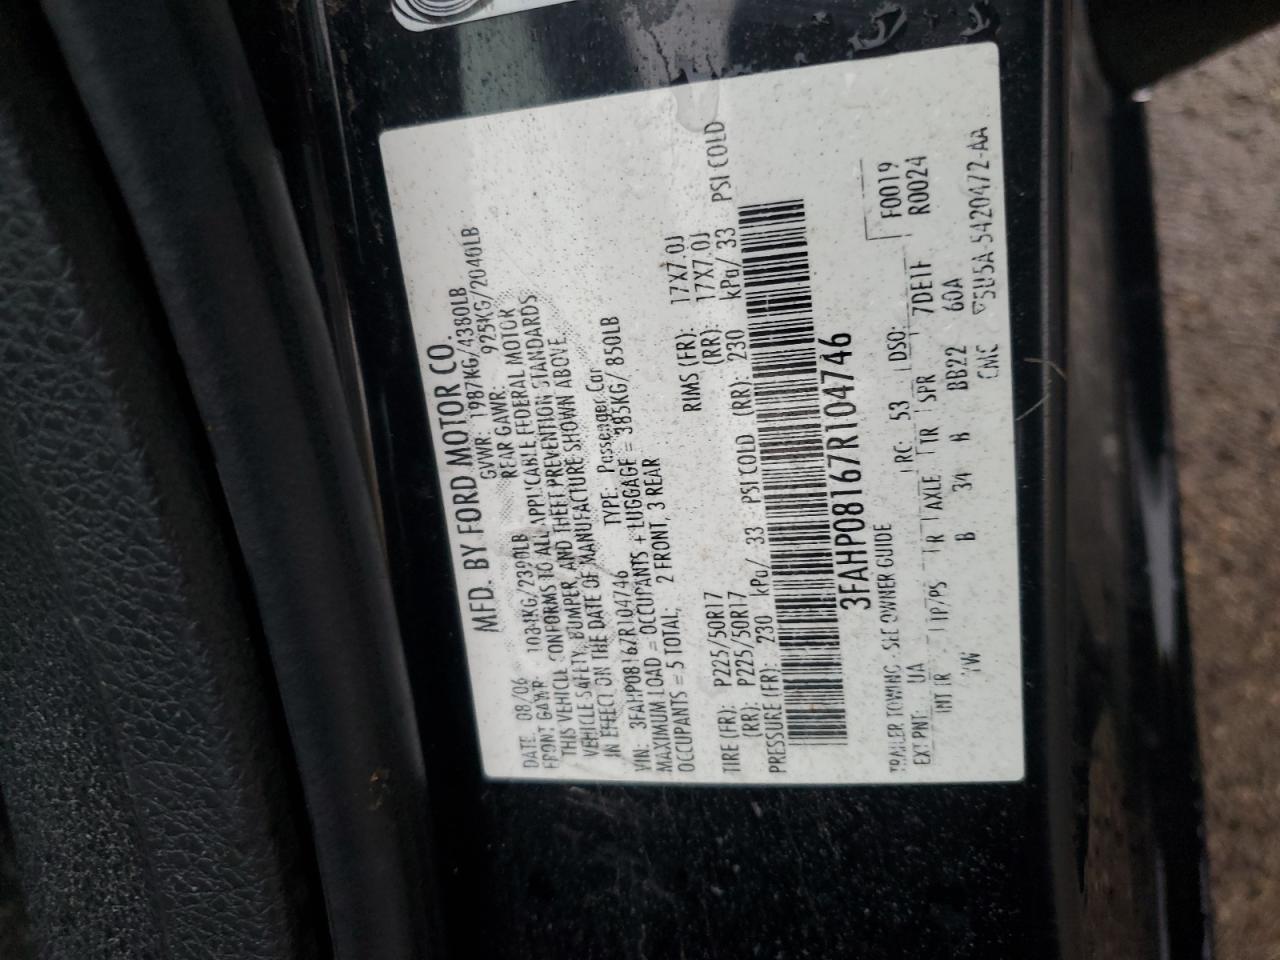 MFD. BY FORD MOTOR CO.
DATE: 08/06 GVWR: 1987KG/4380LB
FRONT GAWR: 1084KG/2390LB REAR GAWR: 925KG/2040LB
THIS VEHICLE CONFORMS TO ALL APPLICABLE FEDERAL MOTOR
VEHICLE SAFETY, BUMPER, AND THEFT PREVENTION STANDARDS
IN EFFECT ON THE DATE OF MANUFACTURE SHOWN ABOVE.
VIN: 3FAHP08167R104746 TYPE: Passenger Car
MAXIMUM LOAD = OCCUPANTS + LUGGAGE = 385KG/ 850LB
OCCUPANTS = 5 TOTAL, 2 FRONT, 3 REAR
TIRE (FR): P225/50R17 RIMS (FR): 17X7.0J
(RR): P225/50R17 (RR): 17X7.0J
PRESSURE (FR): 230 kPa/ 33 PSI COLD (RR): 230 kPa/ 33 PSI COLD
3FAHP08167R104746
TRAILER TOWING - SEE OWNER GUIDE F0019
EXT PNT: UA RC: 53 DSO: R0024
INT TR TP/PS R AXLE TR SPR 7DE1F
YW B 34 K BB22 60A
CMC 5U5A-5420472-AA